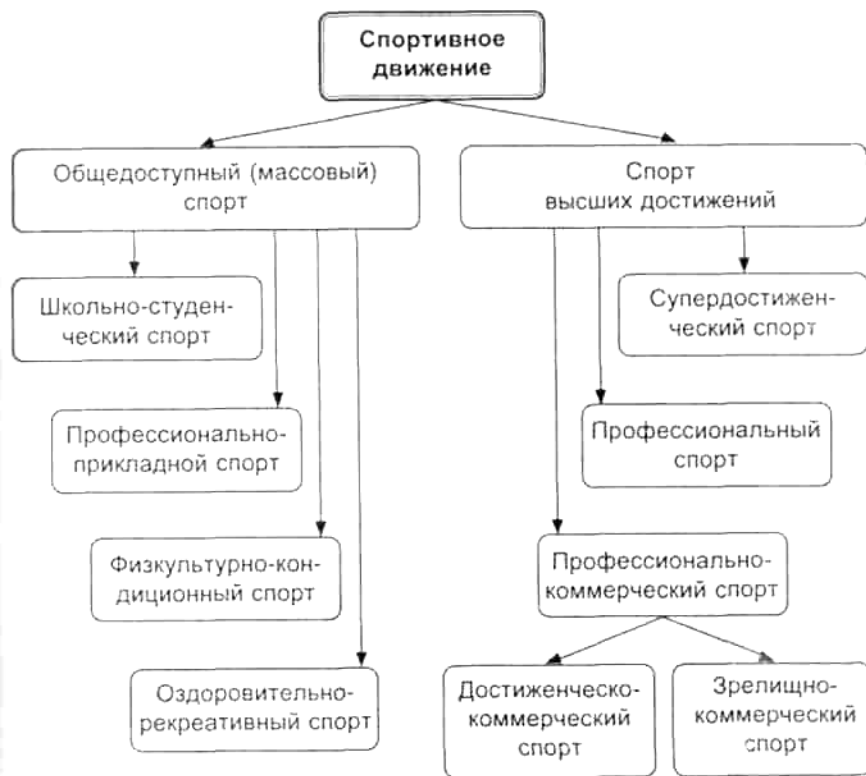 Спортивное
движение
Общедоступный (массовый)
спорт
Спорт
высших достижений
Школьно-студен-
ческий спорт
Супердостижен-
ческий спорт
Профессионально-
прикладной спорт
Профессиональный
спорт
Физкультурно-кон-
диционный спорт
Профессионально-
коммерческий спорт
Оздоровительно-
рекреативный спорт
Достиженческо-
коммерческий
спорт
Зрелищно-
коммерческий
спорт